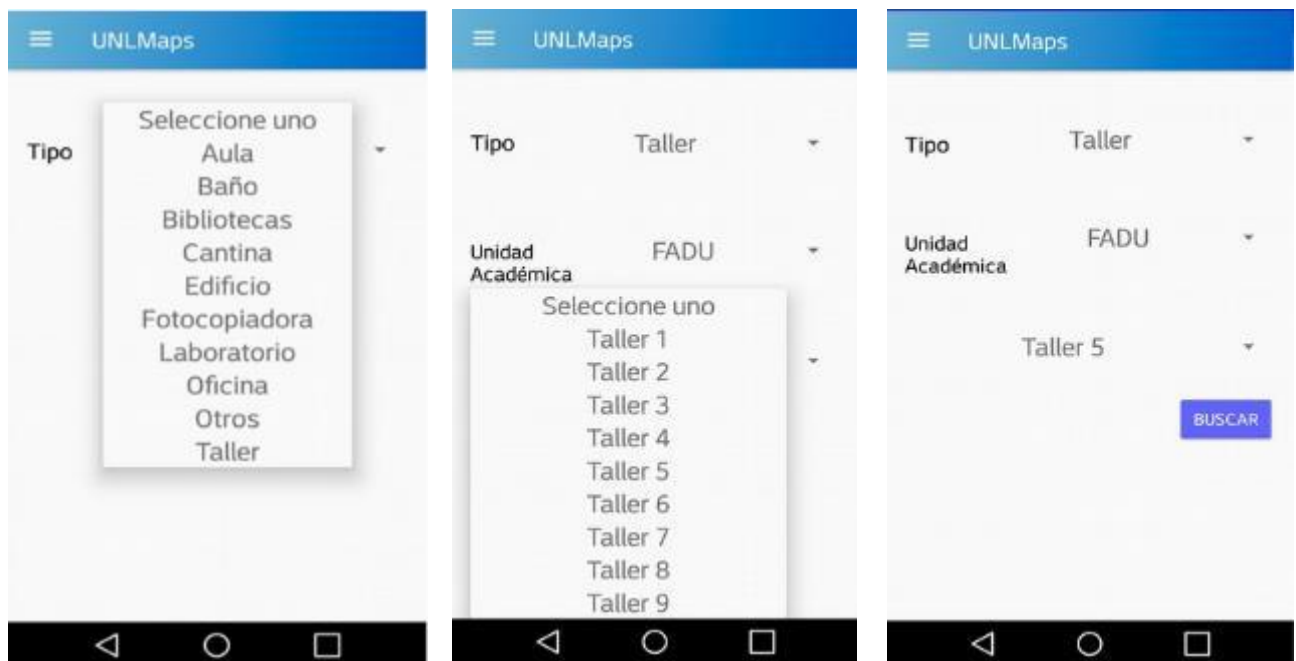 UNLMaps
Tipo
Seleccione uno
Aula
Baño
Bibliotecas
Cantina
Edificio
Fotocopiadora
Laboratorio
Oficina
Otros
Taller
UNLMaps
Tipo Taller
Unidad
Académica
FADU
Seleccione uno
Taller 1
Taller 2
Taller 3
Taller 4
Taller 5
Taller 6
Taller 7
Taller 8
Taller 9
UNLMaps
Tipo Taller
Unidad
Académica
FADU
Taller 5
BUSCAR